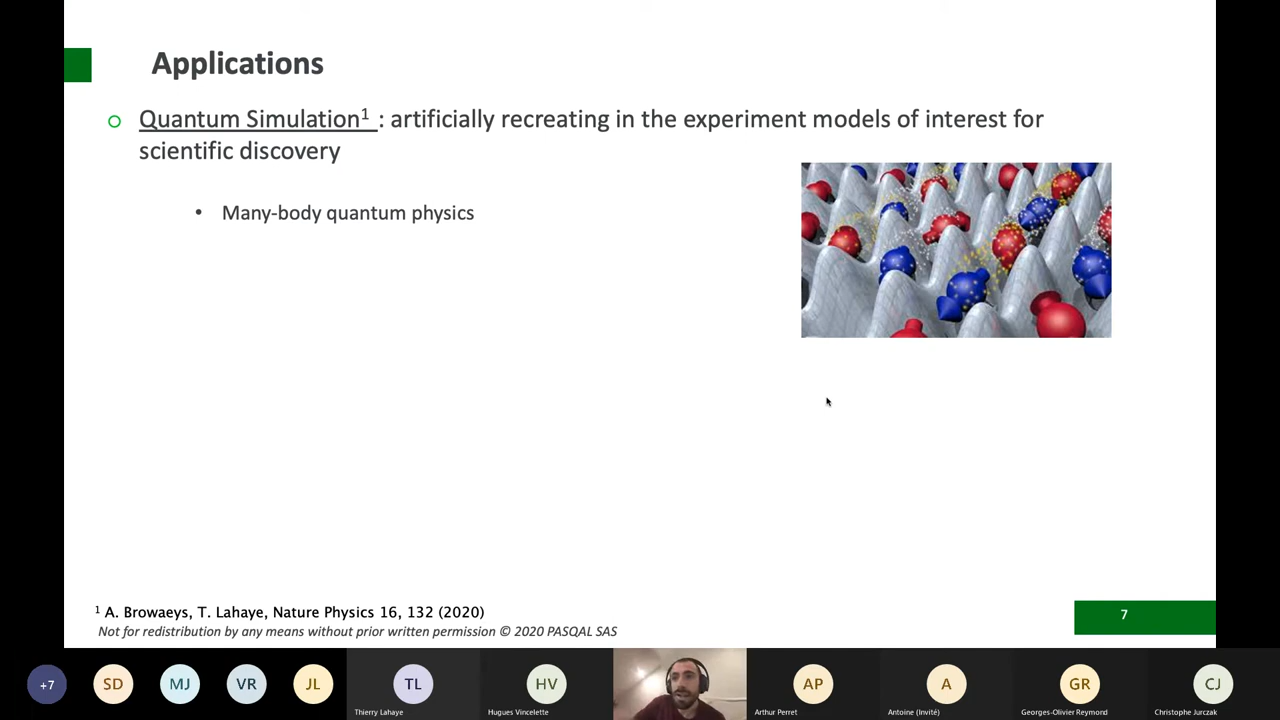 Applications
Quantum Simulation¹ : artificially recreating in the experiment models of interest for
scientific discovery
• Many-body quantum physics
¹ A. Browaeys, T. Lahaye, Nature Physics 16, 132 (2020)
Not for redistribution by any means without prior written permission © 2020 PASQAL SAS
7
+7
SD
MJ
VR
JL
TL
Thierry Lahaye
HV
Hugues Vincelette
AP
Arthur Perret
A
Antoine (Invité)
GR
Georges-Olivier Reymond
CJ
Christophe Jurczak